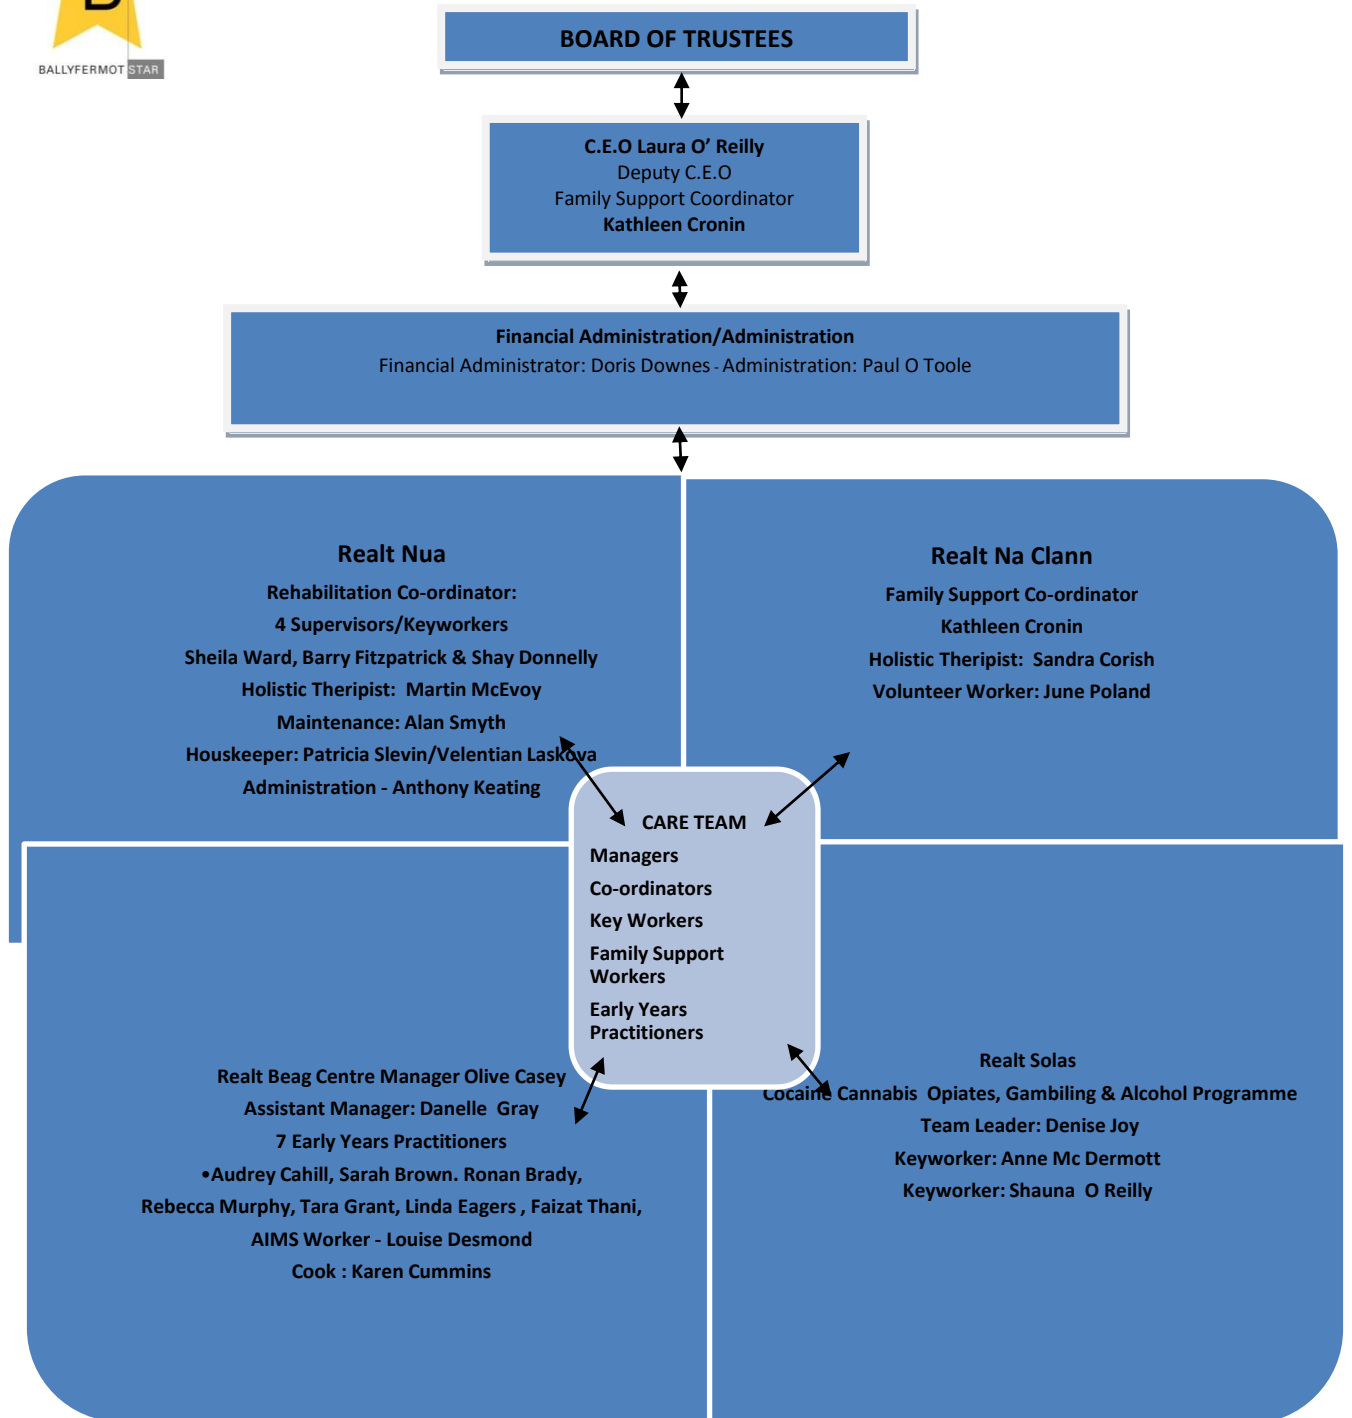 B
BALLYFERMOT STAR
BOARD OF TRUSTEES
C.E.O Laura O’ Reilly
Deputy C.E.O
Family Support Coordinator
Kathleen Cronin
Financial Administration/Administration
Financial Administrator: Doris Downes - Administration: Paul O Toole
Realt Nua
Rehabilitation Co-ordinator:
4 Supervisors/Keyworkers
Sheila Ward, Barry Fitzpatrick & Shay Donnelly
Holistic Theripist: Martin McEvoy
Maintenance: Alan Smyth
Houskeeper: Patricia Slevin/Velentian Laskova
Administration - Anthony Keating
Realt Na Clann
Family Support Co-ordinator
Kathleen Cronin
Holistic Theripist: Sandra Corish
Volunteer Worker: June Poland
CARE TEAM
Managers
Co-ordinators
Key Workers
Family Support
Workers
Early Years
Practitioners
Realt Beag Centre Manager Olive Casey
Assistant Manager: Danelle Gray
7 Early Years Practitioners
•Audrey Cahill, Sarah Brown. Ronan Brady,
Rebecca Murphy, Tara Grant, Linda Eagers , Faizat Thani,
AIMS Worker - Louise Desmond
Cook : Karen Cummins
Realt Solas
Cocaine Cannabis Opiates, Gambiling & Alcohol Programme
Team Leader: Denise Joy
Keyworker: Anne Mc Dermott
Keyworker: Shauna O Reilly